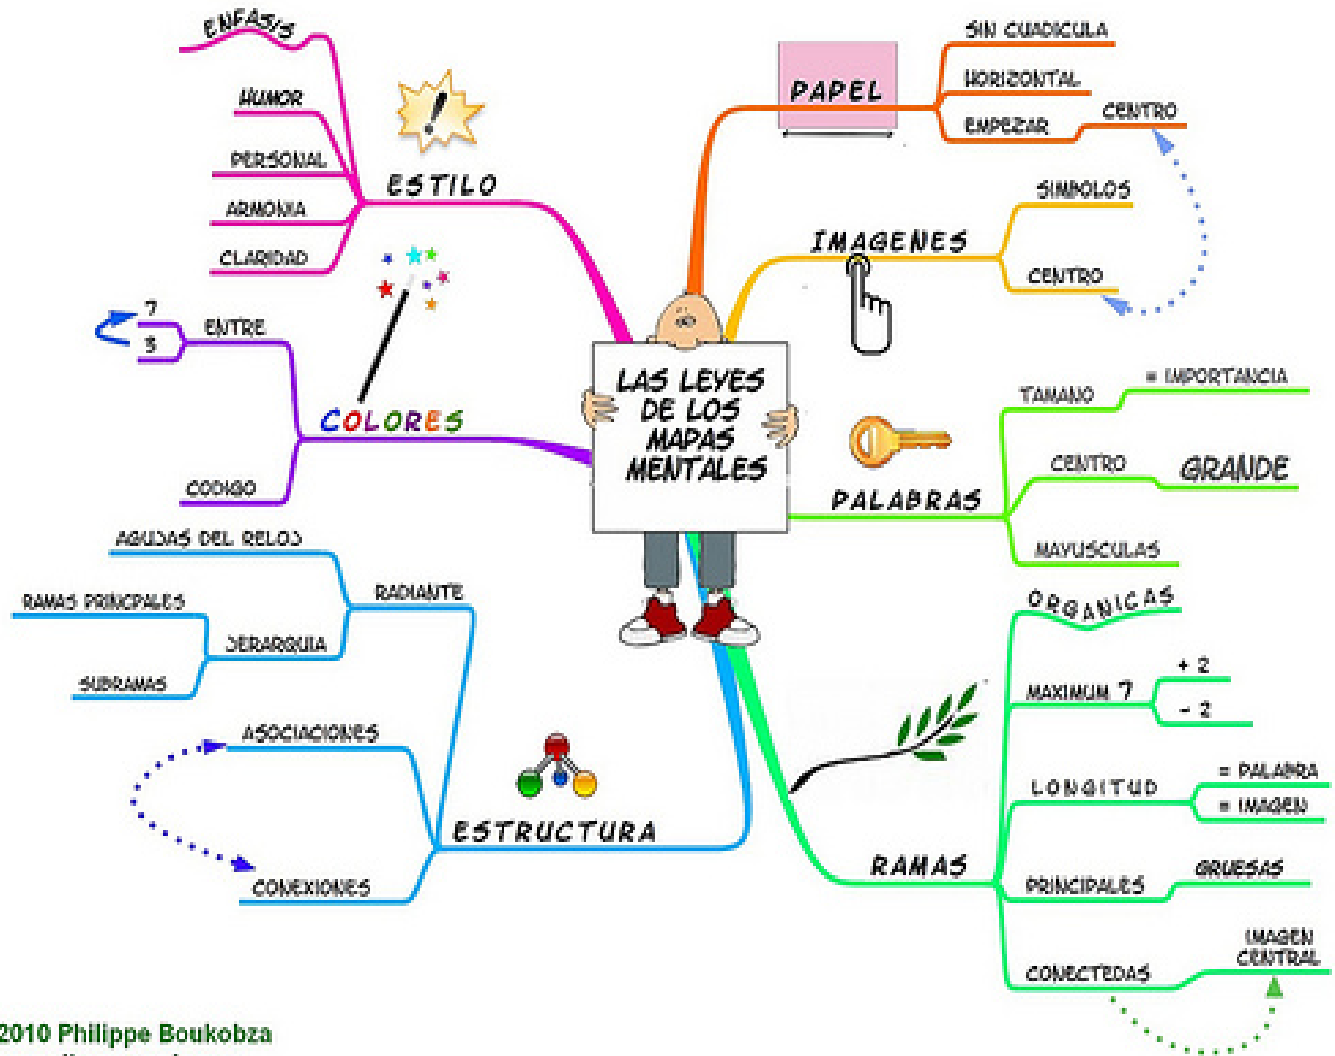 LAS LEYES
DE LOS
MAPAS
MENTALES
PAPEL
SIN CUADICULA
HORIZONTAL
EMPEZAR
CENTRO
IMAGENES
SIMBOLOS
CENTRO
PALABRAS
TAMANO
= IMPORTANCIA
CENTRO
GRANDE
MAYUSCULAS
RAMAS
ORGANICAS
MAXIMUM 7
+ 2
- 2
LONGITUD
= PALABRA
= IMAGEN
PRINCIPALES
GRUESAS
CONECTEDAS
IMAGEN
CENTRAL
ESTRUCTURA
RADIANTE
AGUJAS DEL RELOJ
JERARQUIA
RAMAS PRINCPALES
SUBRAMAS
ASOCIACIONES
CONEXIONES
COLORES
ENTRE
7
3
CODIGO
ESTILO
ENFASIS
HUMOR
PERSONAL
ARMONIA
CLARIDAD
2010 Philippe Boukobza